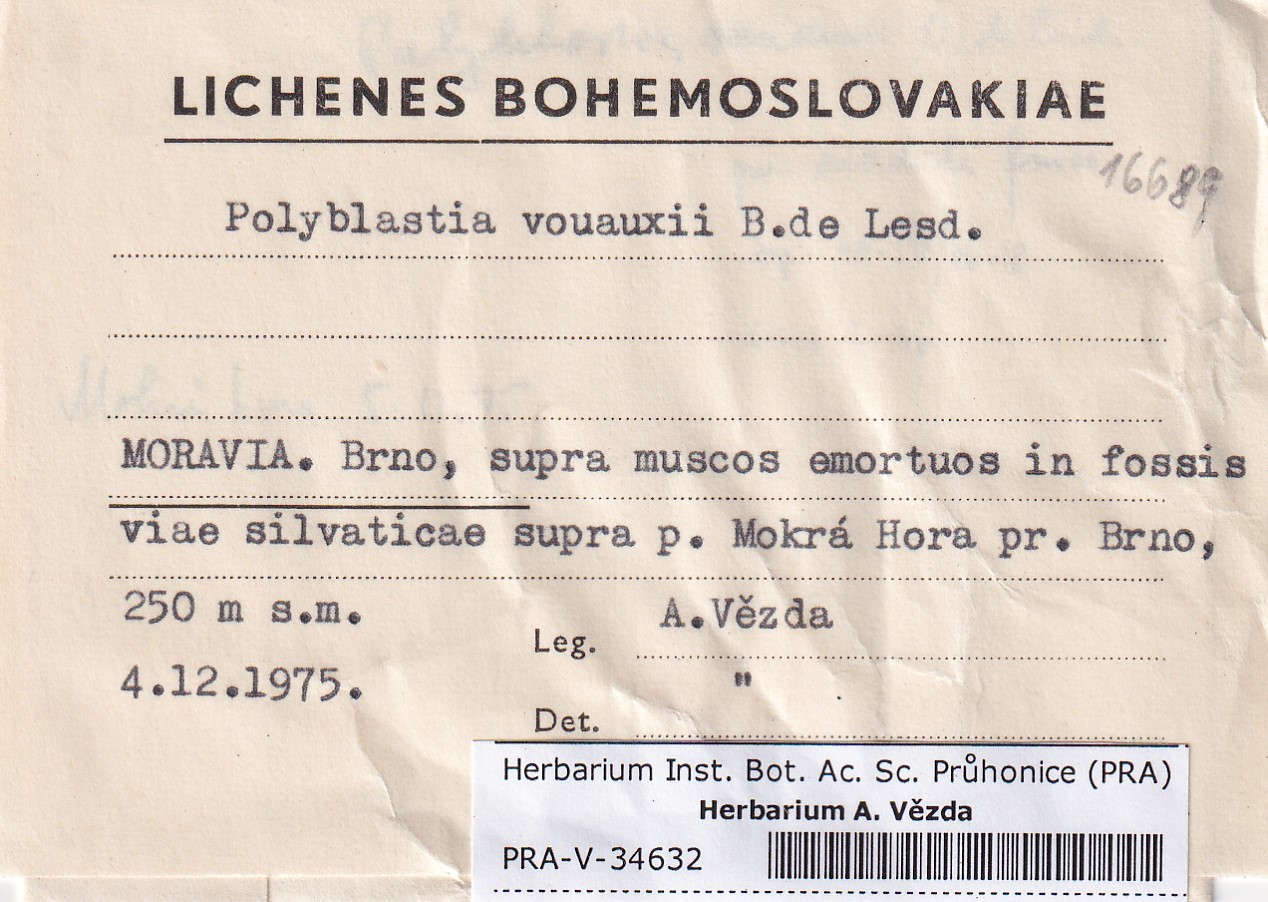 LICHENES BOHEMOSLOVAKIAE
16689
Polyblastia vouauxii B.de Lesd.
MORAVIA. Brno, supra muscos emortuos in fossis
viae silvaticae supra p. Mokrá Hora pr. Brno,
250 m s.m.
Leg. A.Vězda
4.12.1975.
Det. "
Herbarium Inst. Bot. Ac. Sc. Průhonice (PRA)
Herbarium A. Vězda
PRA-V-34632